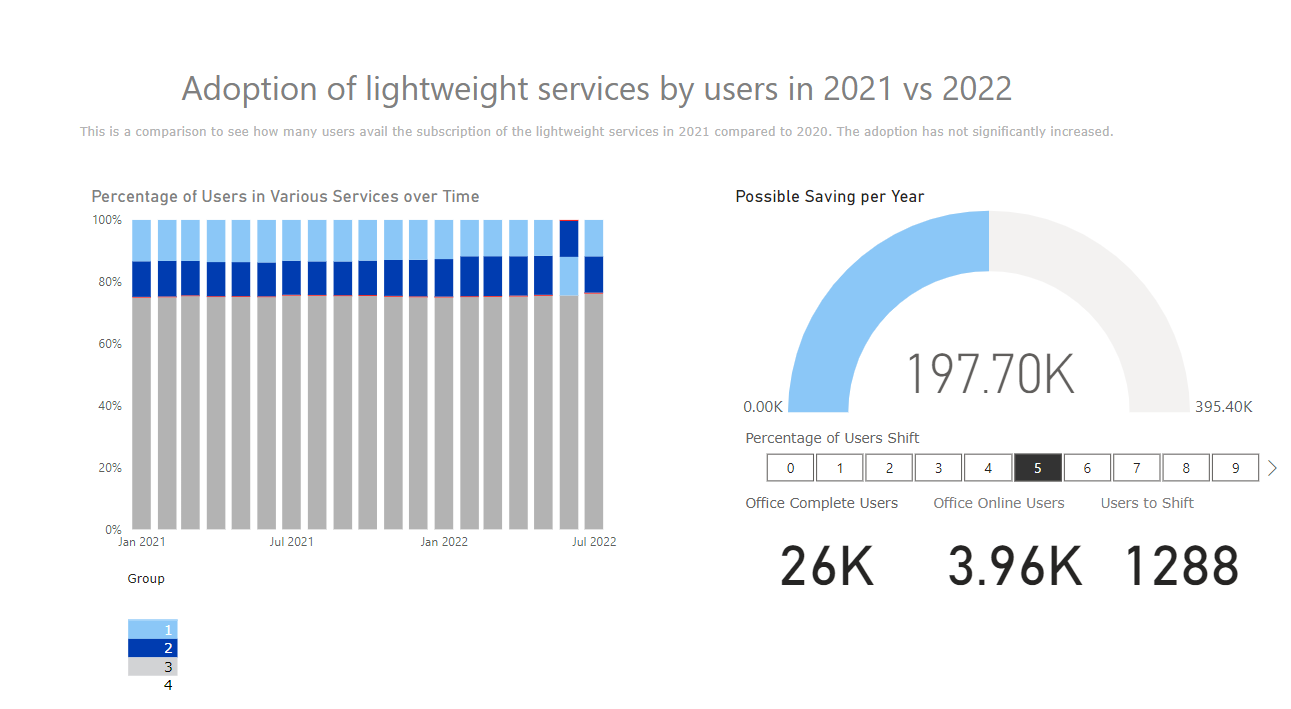 Adoption of lightweight services by users in 2021 vs 2022
This is a comparison to see how many users avail the subscription of the lightweight services in 2021 compared to 2020. The adoption has not significantly increased.
Percentage of Users in Various Services over Time
100%
80%
60%
40%
20%
0%
Jan 2021 Jul 2021 Jan 2022 Jul 2022
Group
1
2
3
4
Possible Saving per Year
197.70K
0.00K 395.40K
Percentage of Users Shift
0 1 2 3 4 5 6 7 8 9
Office Complete Users Office Online Users Users to Shift
26K 3.96K 1288